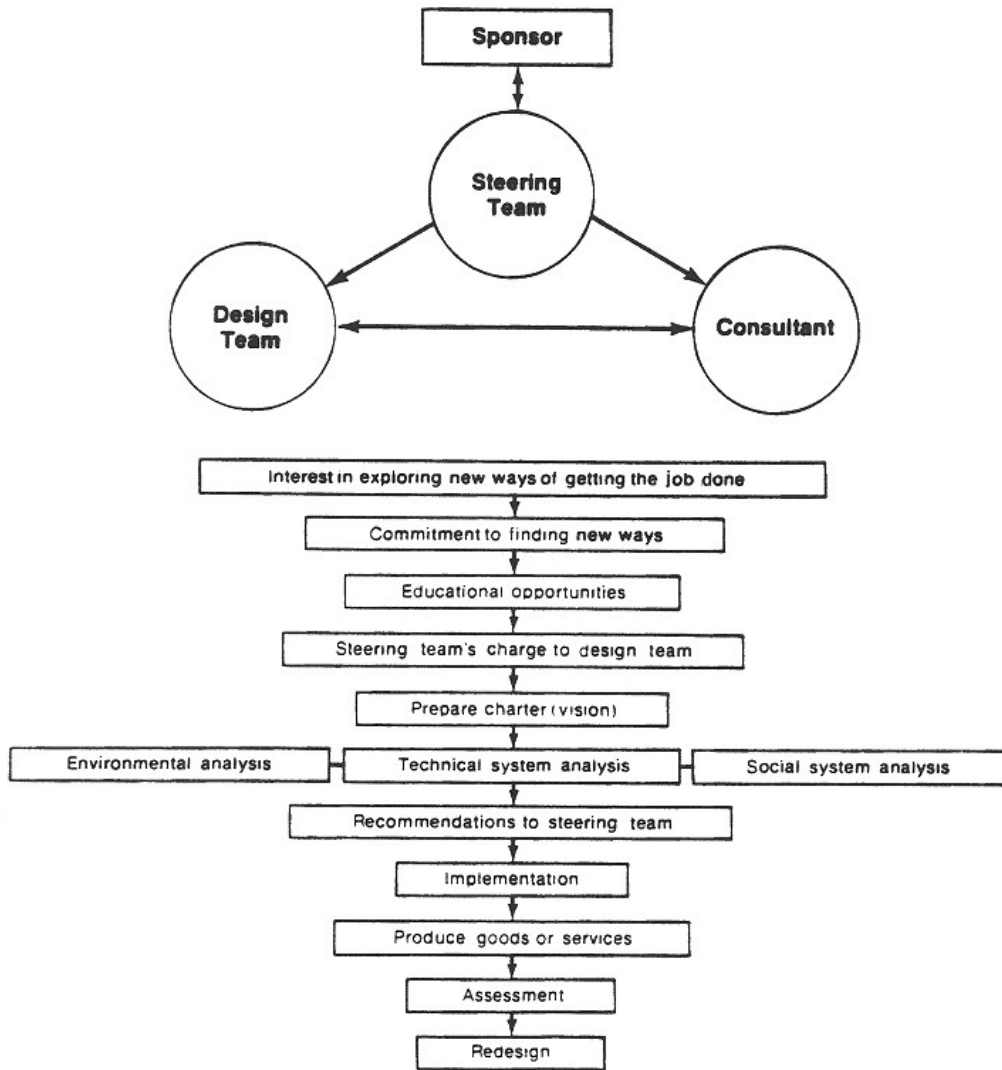 Sponsor
Steering
Team
Design
Team
Consultant
Interest in exploring new ways of getting the job done
Commitment to finding new ways
Educational opportunities
Steering team's charge to design team
Prepare charter (vision)
Environmental analysis
Technical system analysis
Social system analysis
Recommendations to steering team
Implementation
Produce goods or services
Assessment
Redesign